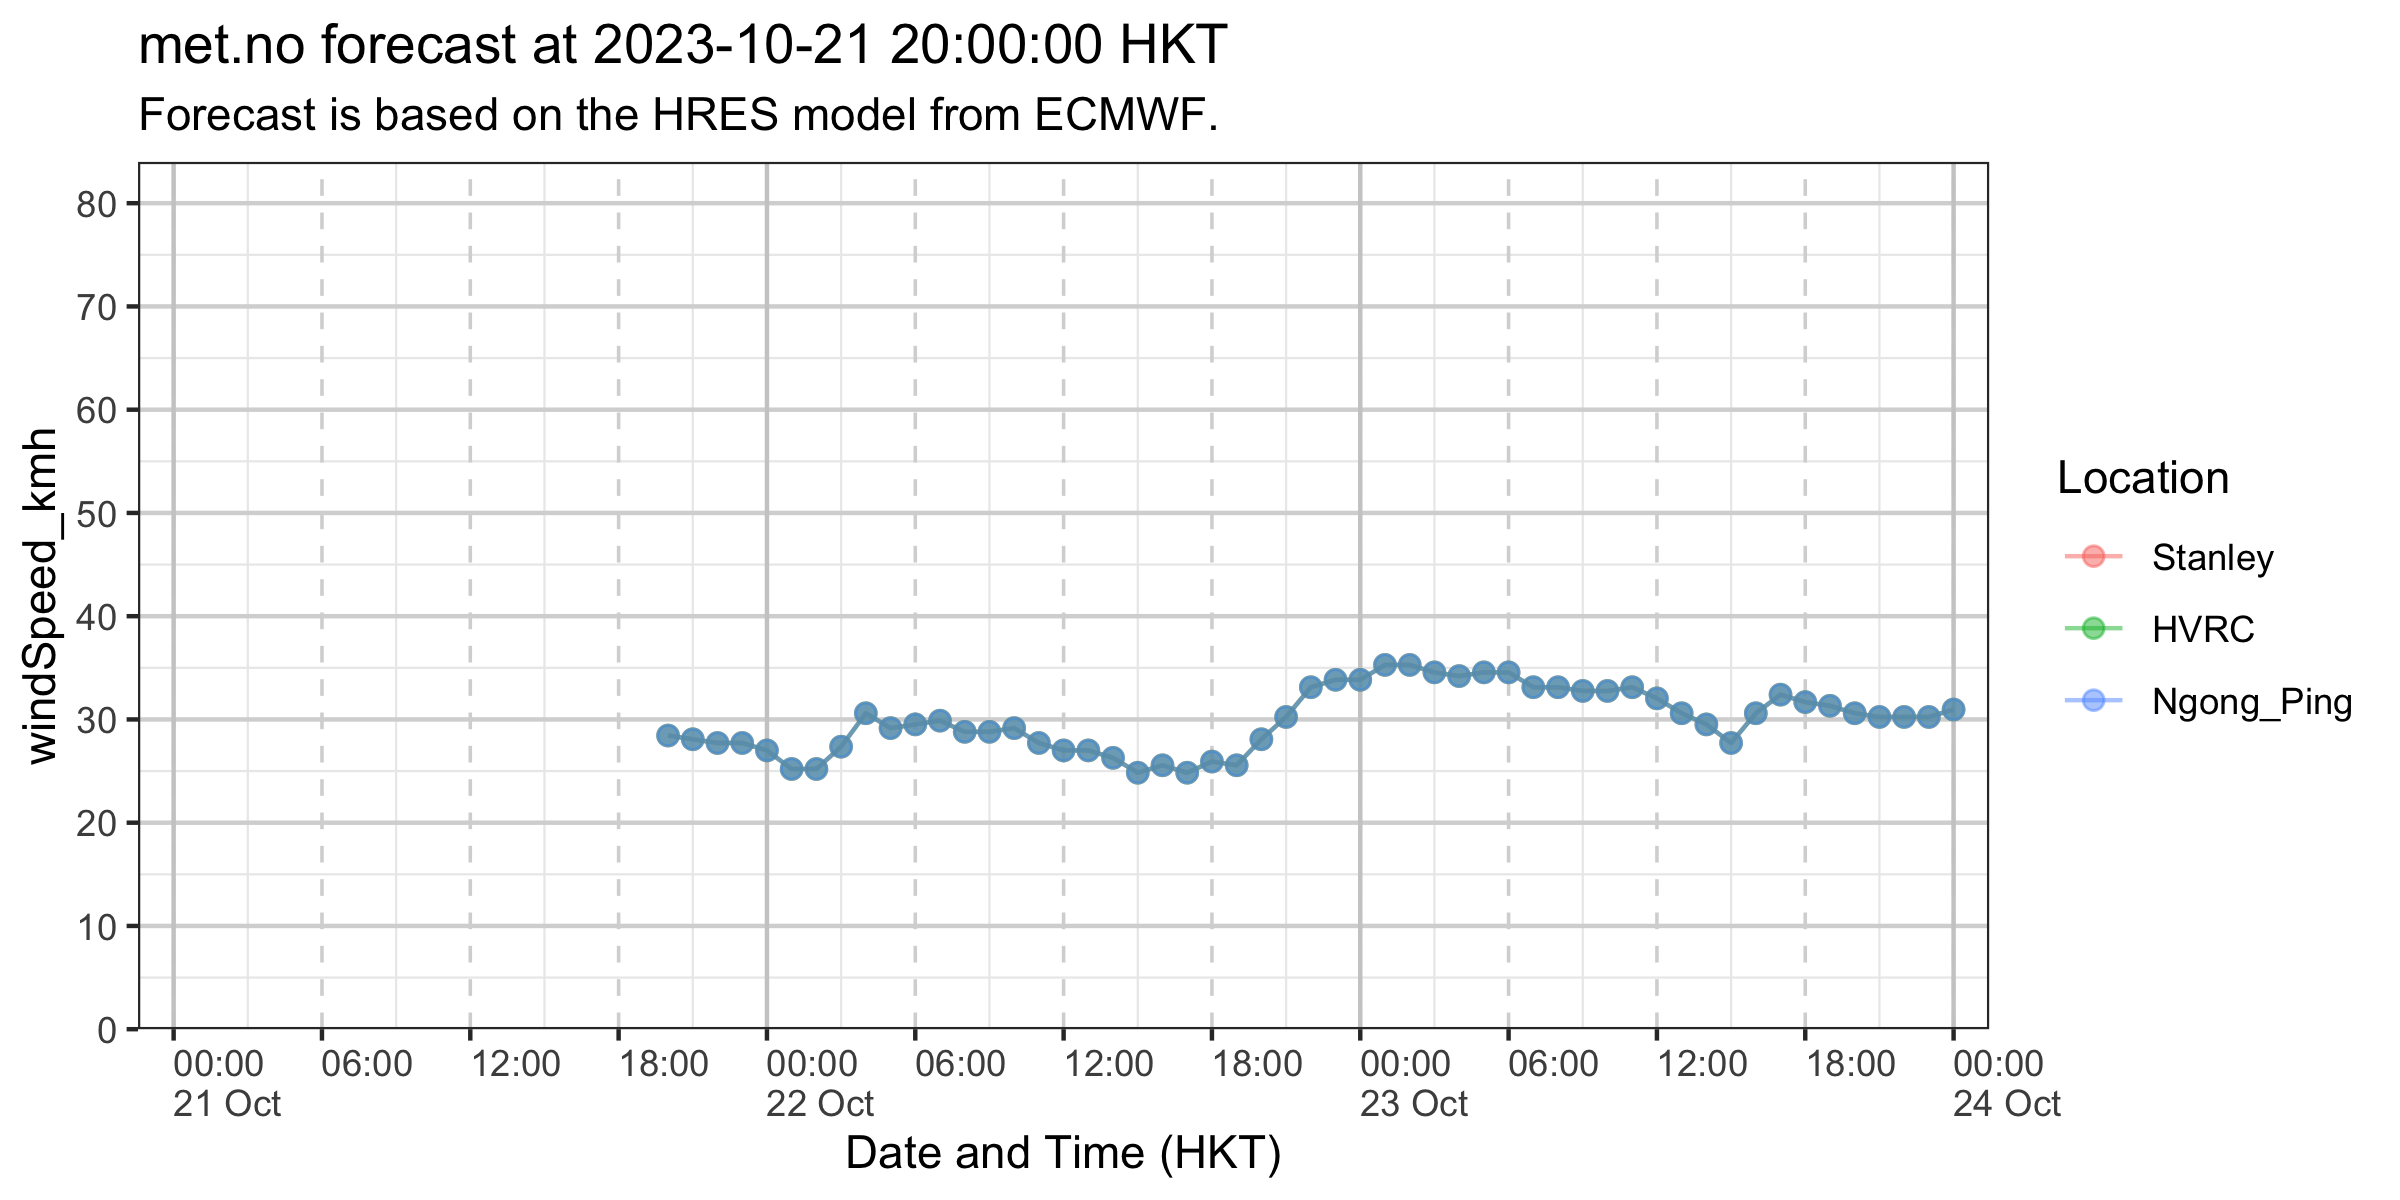 met.no forecast at 2023-10-21 20:00:00 HKT
Forecast is based on the HRES model from ECMWF.
windSpeed_kmh
80
70
60
50
40
30
20
10
0
00:00 06:00 12:00 18:00 00:00 06:00 12:00 18:00 00:00 06:00 12:00 18:00 00:00
21 Oct 22 Oct 23 Oct 24 Oct
Date and Time (HKT)
Location
Stanley
HVRC
Ngong_Ping